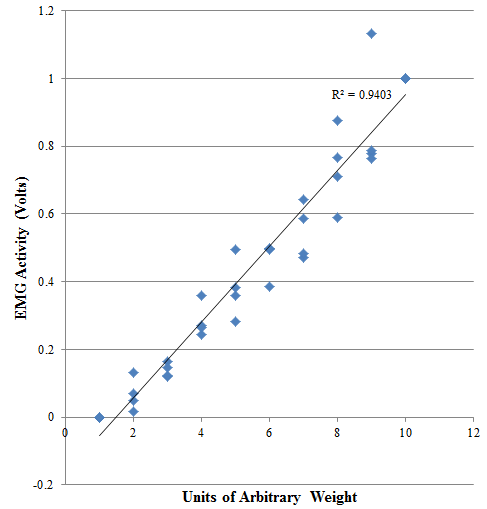 1.2
1
R² = 0.9403
0.8
0.6
0.4
0.2
0
-0.2
0 2 4 6 8 10 12
EMG Activity (Volts)
Units of Arbitrary Weight